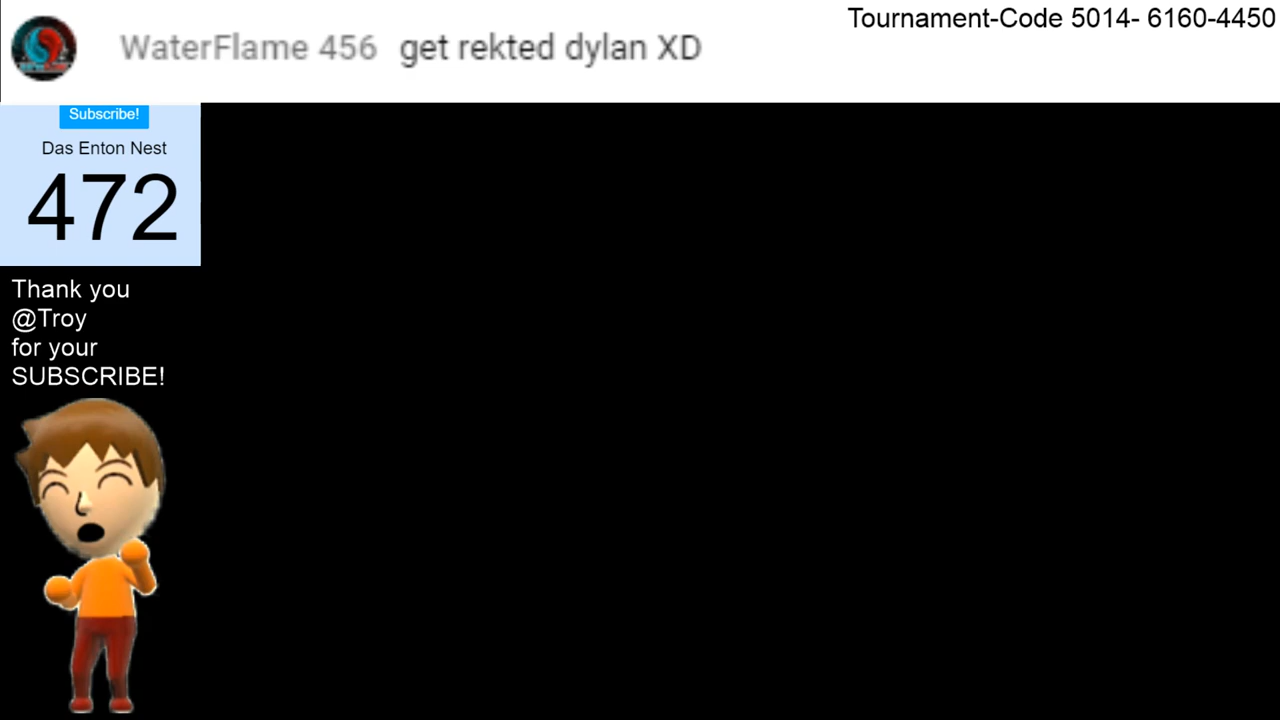 Tournament-Code 5014- 6160-4450
WaterFlame 456 get rekted dylan XD
Subscribe!
Das Enton Nest
472
Thank you
@Troy
for your
SUBSCRIBE!